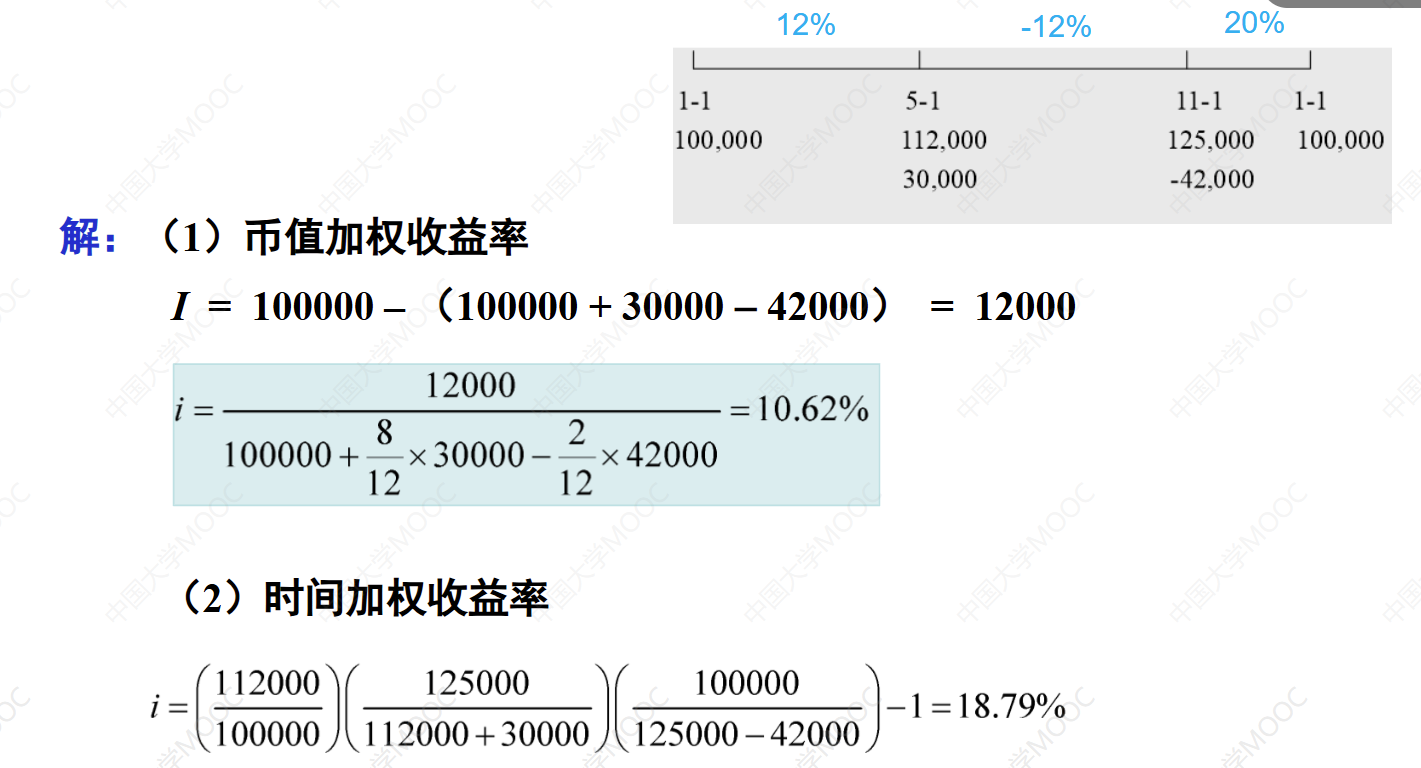 12% -12% 20%
1-1 5-1 11-1 1-1
100,000 112,000 125,000 100,000
30,000 -42,000
解：（1）币值加权收益率
I = 100000 – （100000 + 30000 – 42000） = 12000
i = \frac{12000}{100000 + \frac{8}{12} × 30000 − \frac{2}{12} × 42000} = 10.62%
（2）时间加权收益率
i = \left(\frac{112000}{100000}\right)\left(\frac{125000}{112000+30000}\right)\left(\frac{100000}{125000−42000}\right) −1 = 18.79%
中国大学MOOC